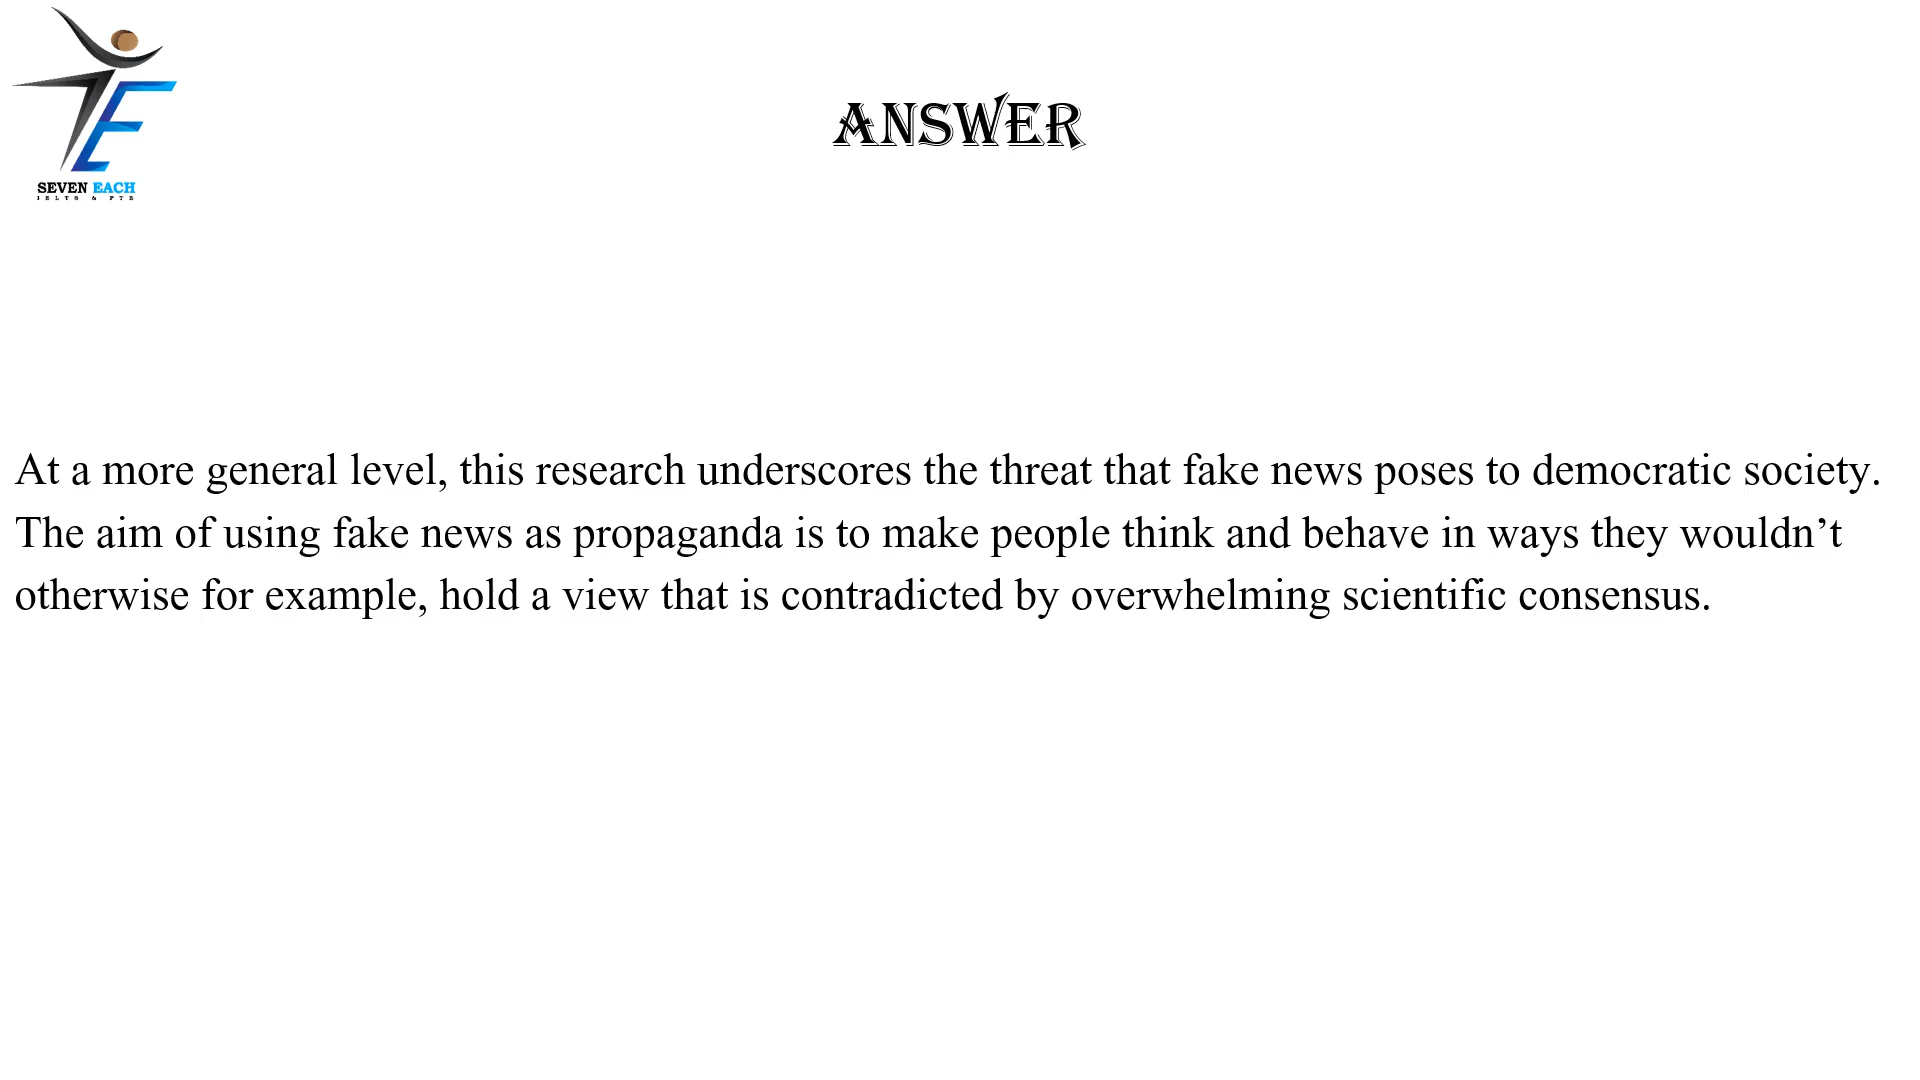 SEVEN EACH
IELTS & PTE
ANSWER
At a more general level, this research underscores the threat that fake news poses to democratic society.
The aim of using fake news as propaganda is to make people think and behave in ways they wouldn’t
otherwise for example, hold a view that is contradicted by overwhelming scientific consensus.